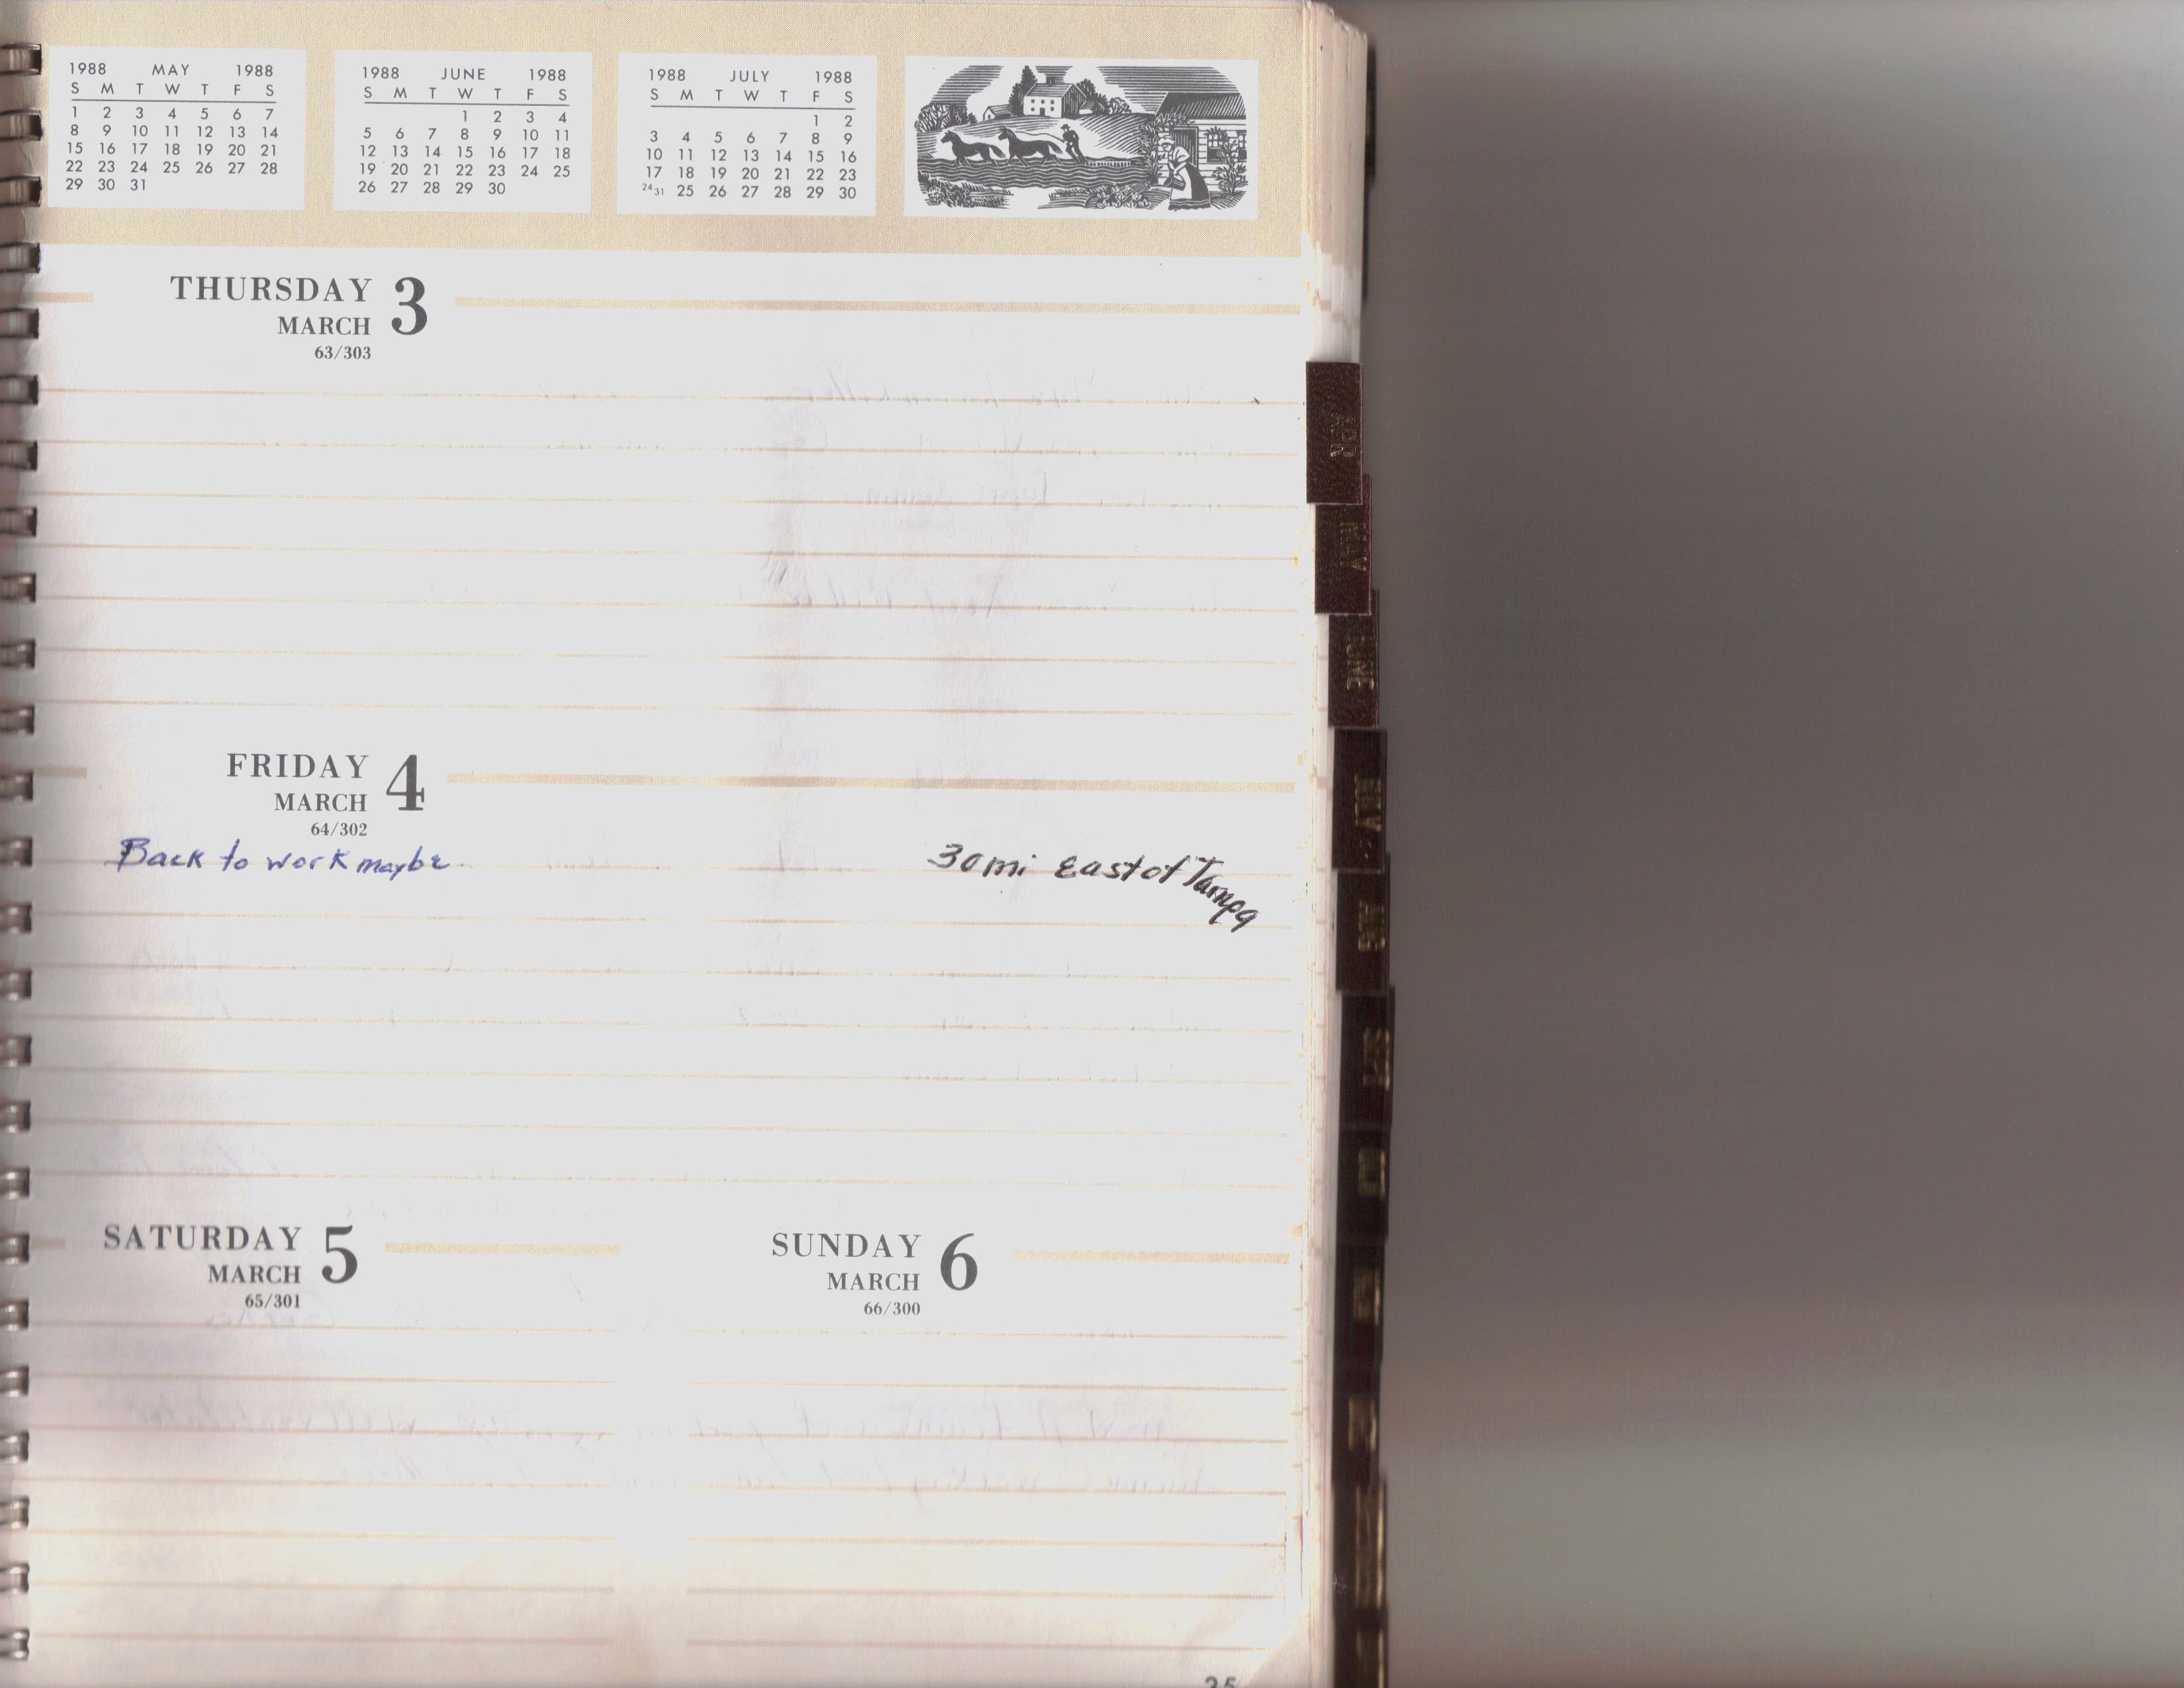 1988 MAY 1988
S M T W T F S
1 2 3 4 5 6 7
8 9 10 11 12 13 14
15 16 17 18 19 20 21
22 23 24 25 26 27 28
29 30 31
1988 JUNE 1988
S M T W T F S
1 2 3 4
5 6 7 8 9 10 11
12 13 14 15 16 17 18
19 20 21 22 23 24 25
26 27 28 29 30
1988 JULY 1988
S M T W T F S
1 2
3 4 5 6 7 8 9
10 11 12 13 14 15 16
17 18 19 20 21 22 23
24 31 25 26 27 28 29 30
THURSDAY 3
MARCH
63/303
APR
MAY
JUNE
FRIDAY 4
MARCH
64/302
Back to work maybe
30 mi East of Tampa
JULY
AUG
SEPT
SATURDAY 5
MARCH
65/301
SUNDAY 6
MARCH
66/300